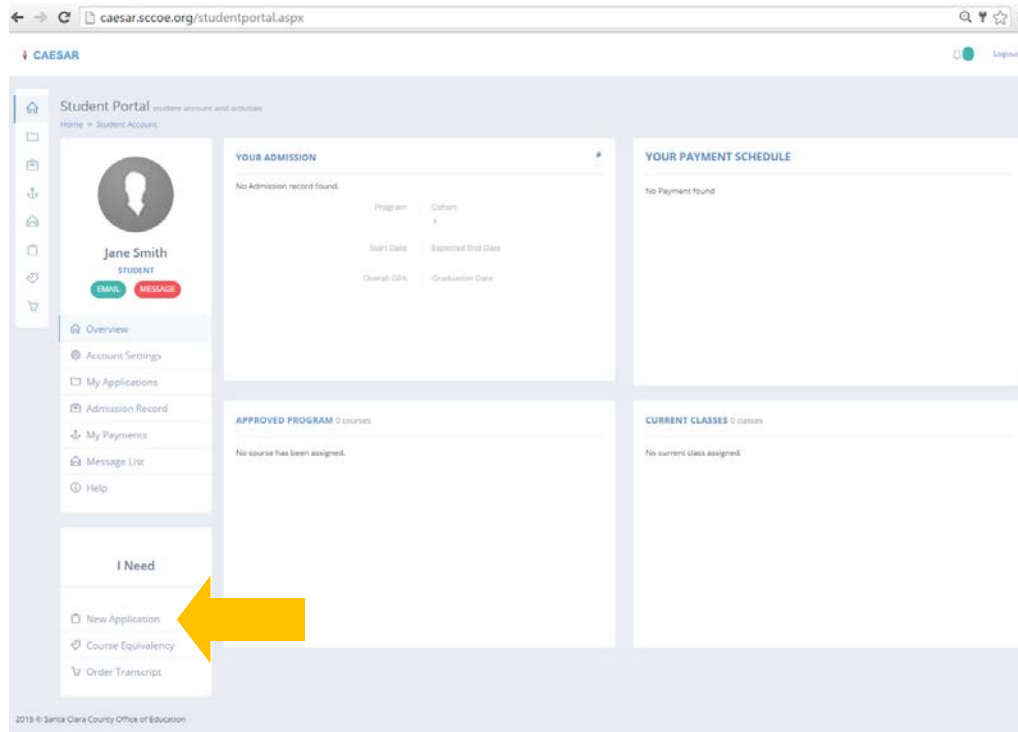 caesar.sccoe.org/studentportal.aspx
CAESAR
Logout
Student Portal student account and activities
Home » Student Account
Jane Smith
STUDENT
EMAIL MESSAGE
Overview
Account Settings
My Applications
Admission Record
My Payments
Message List
Help
I Need
New Application
Course Equivalency
Order Transcript
YOUR ADMISSION
No Admission record found.
Program Cohort
Start Date Expected End Date
Overall GPA Graduation Date
YOUR PAYMENT SCHEDULE
No Payment found
APPROVED PROGRAM 0 courses
No course has been assigned.
CURRENT CLASSES 0 classes
No current class assigned.
2015 © Santa Clara County Office of Education